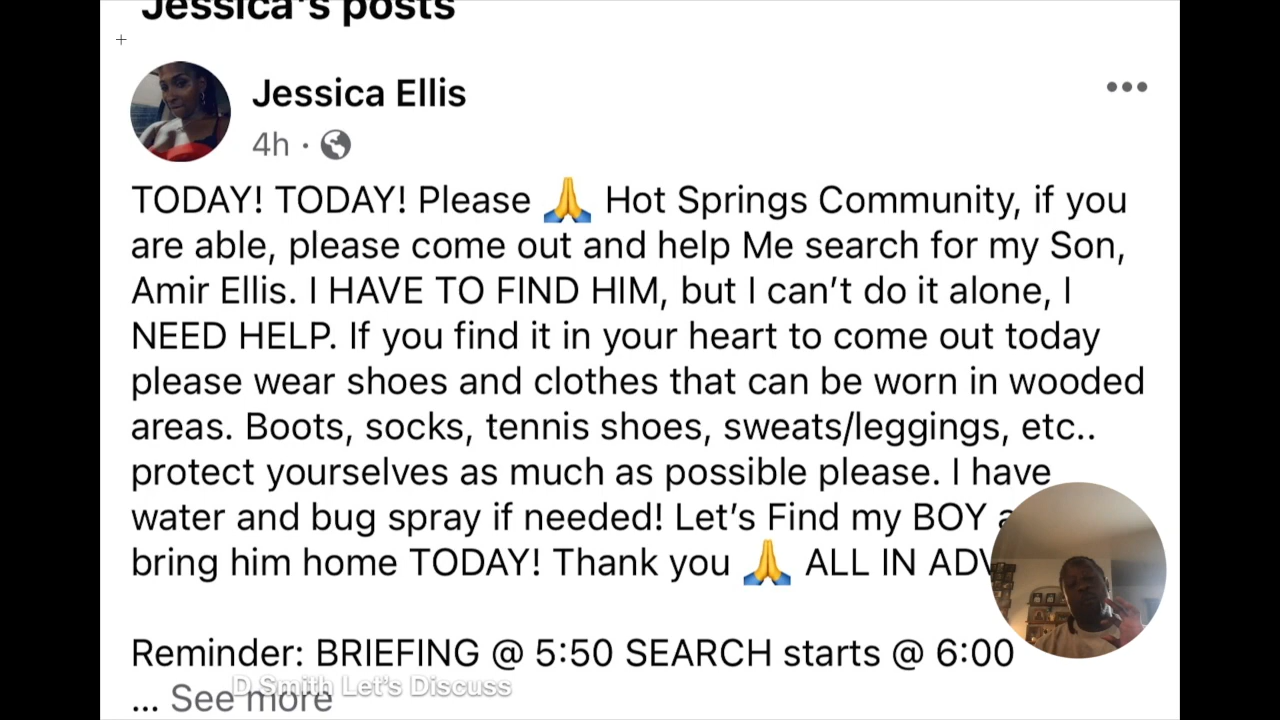 Jessica's posts
Jessica Ellis
4h ·
TODAY! TODAY! Please 🙏 Hot Springs Community, if you
are able, please come out and help Me search for my Son,
Amir Ellis. I HAVE TO FIND HIM, but I can't do it alone, I
NEED HELP. If you find it in your heart to come out today
please wear shoes and clothes that can be worn in wooded
areas. Boots, socks, tennis shoes, sweats/leggings, etc..
protect yourselves as much as possible please. I have
water and bug spray if needed! Let's Find my BOY
bring him home TODAY! Thank you 🙏 ALL IN
Reminder: BRIEFING @ 5:50 SEARCH starts @ 6:00
... See more
D Smith Let's Discuss